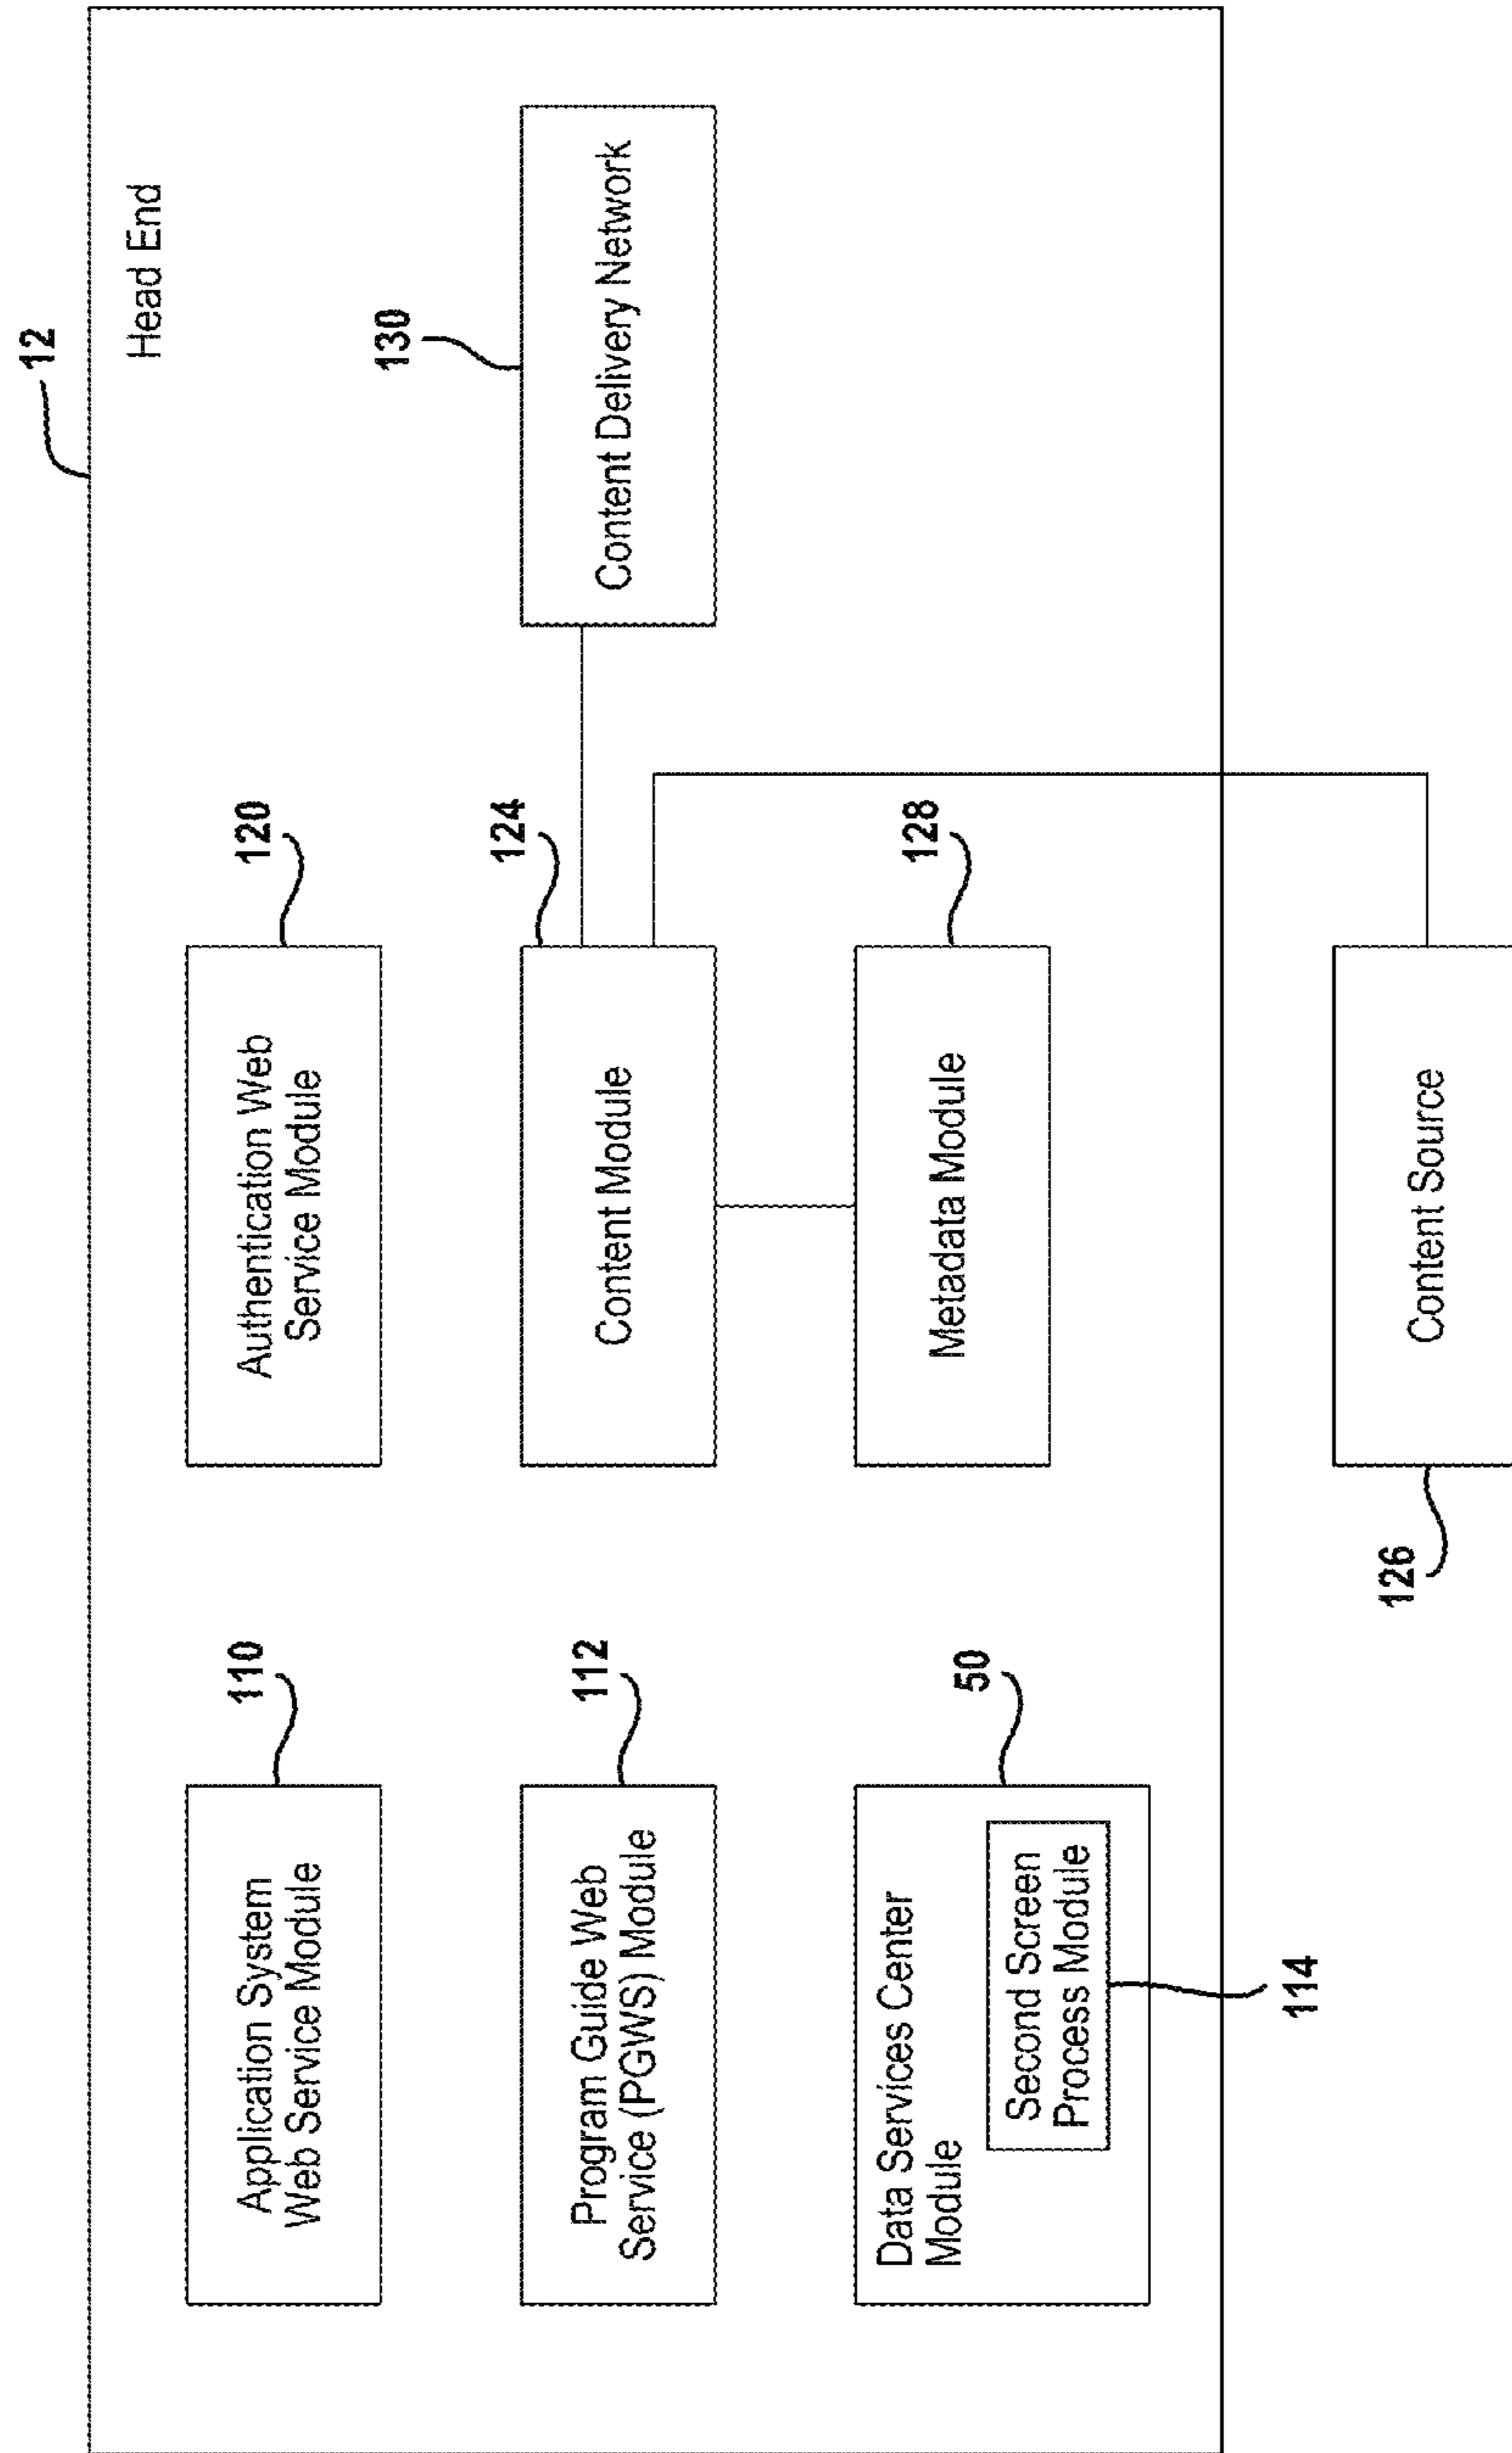 12
Head End
110
Application System
Web Service Module
120
Authentication Web
Service Module
112
Program Guide Web
Service (PGWS) Module
124
Content Module
130
Content Delivery Network
50
Data Services Center
Module
Second Screen
Process Module
114
128
Metadata Module
126
Content Source